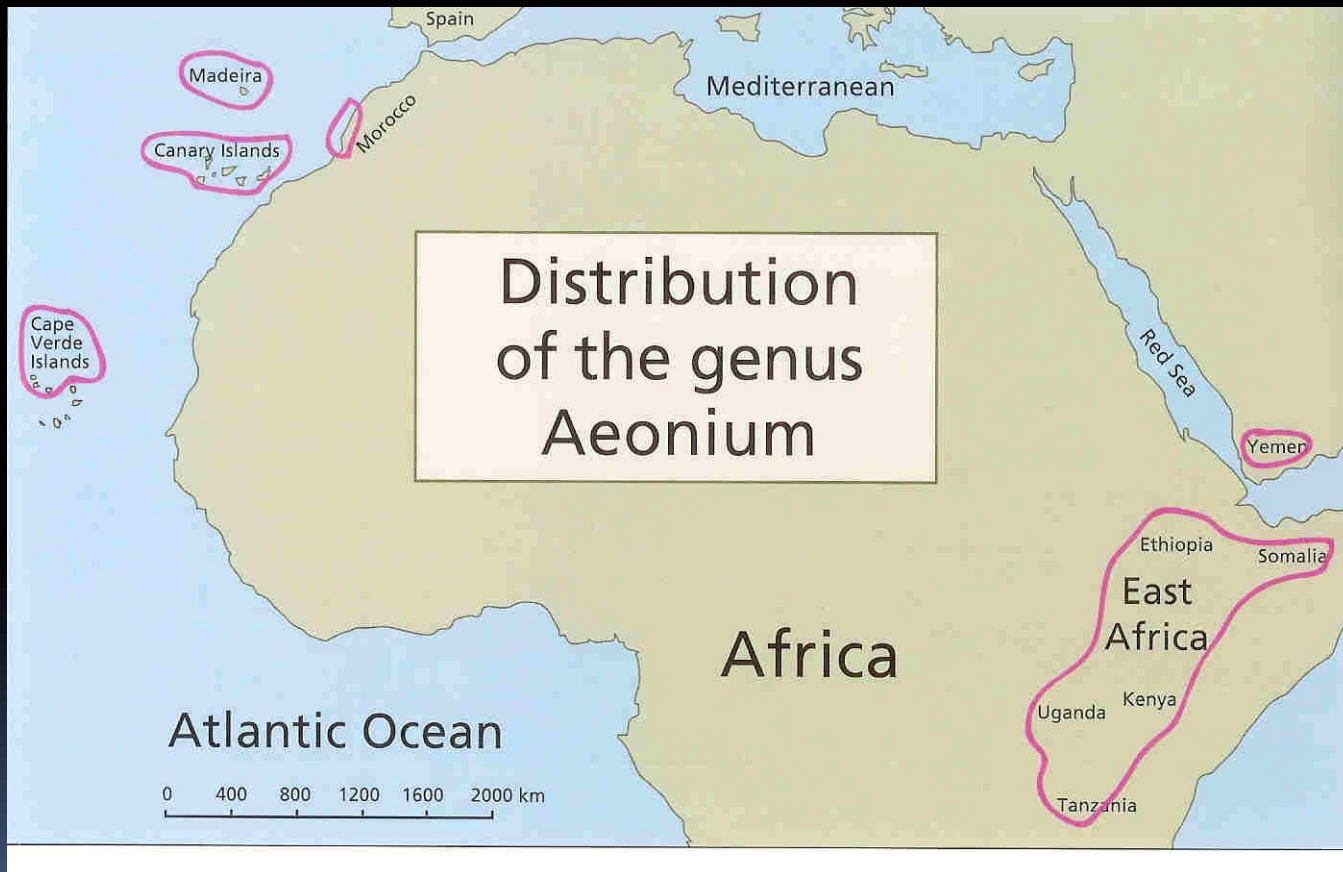 Spain
Madeira
Mediterranean
Morocco
Canary Islands
Distribution
of the genus
Aeonium
Cape
Verde
Islands
Red Sea
Yemen
Ethiopia
Somalia
East
Africa
Africa
Uganda
Kenya
Atlantic Ocean
0 400 800 1200 1600 2000 km
Tanzania